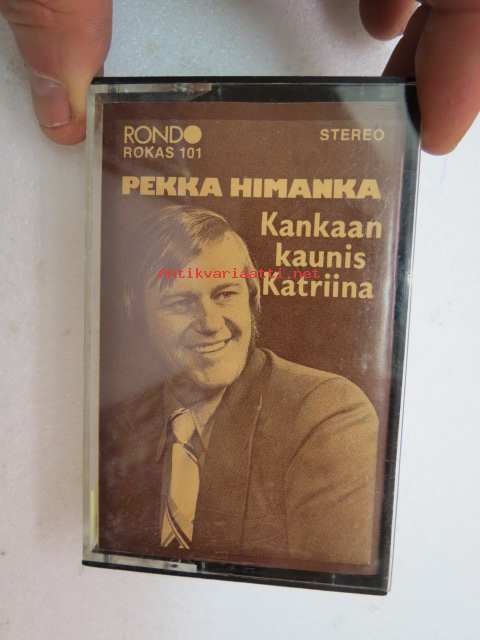 RONDO
STEREO
ROKAS 101
PEKKA HIMANKA
Kankaan
kaunis
antikvariaatti.net
Katriina